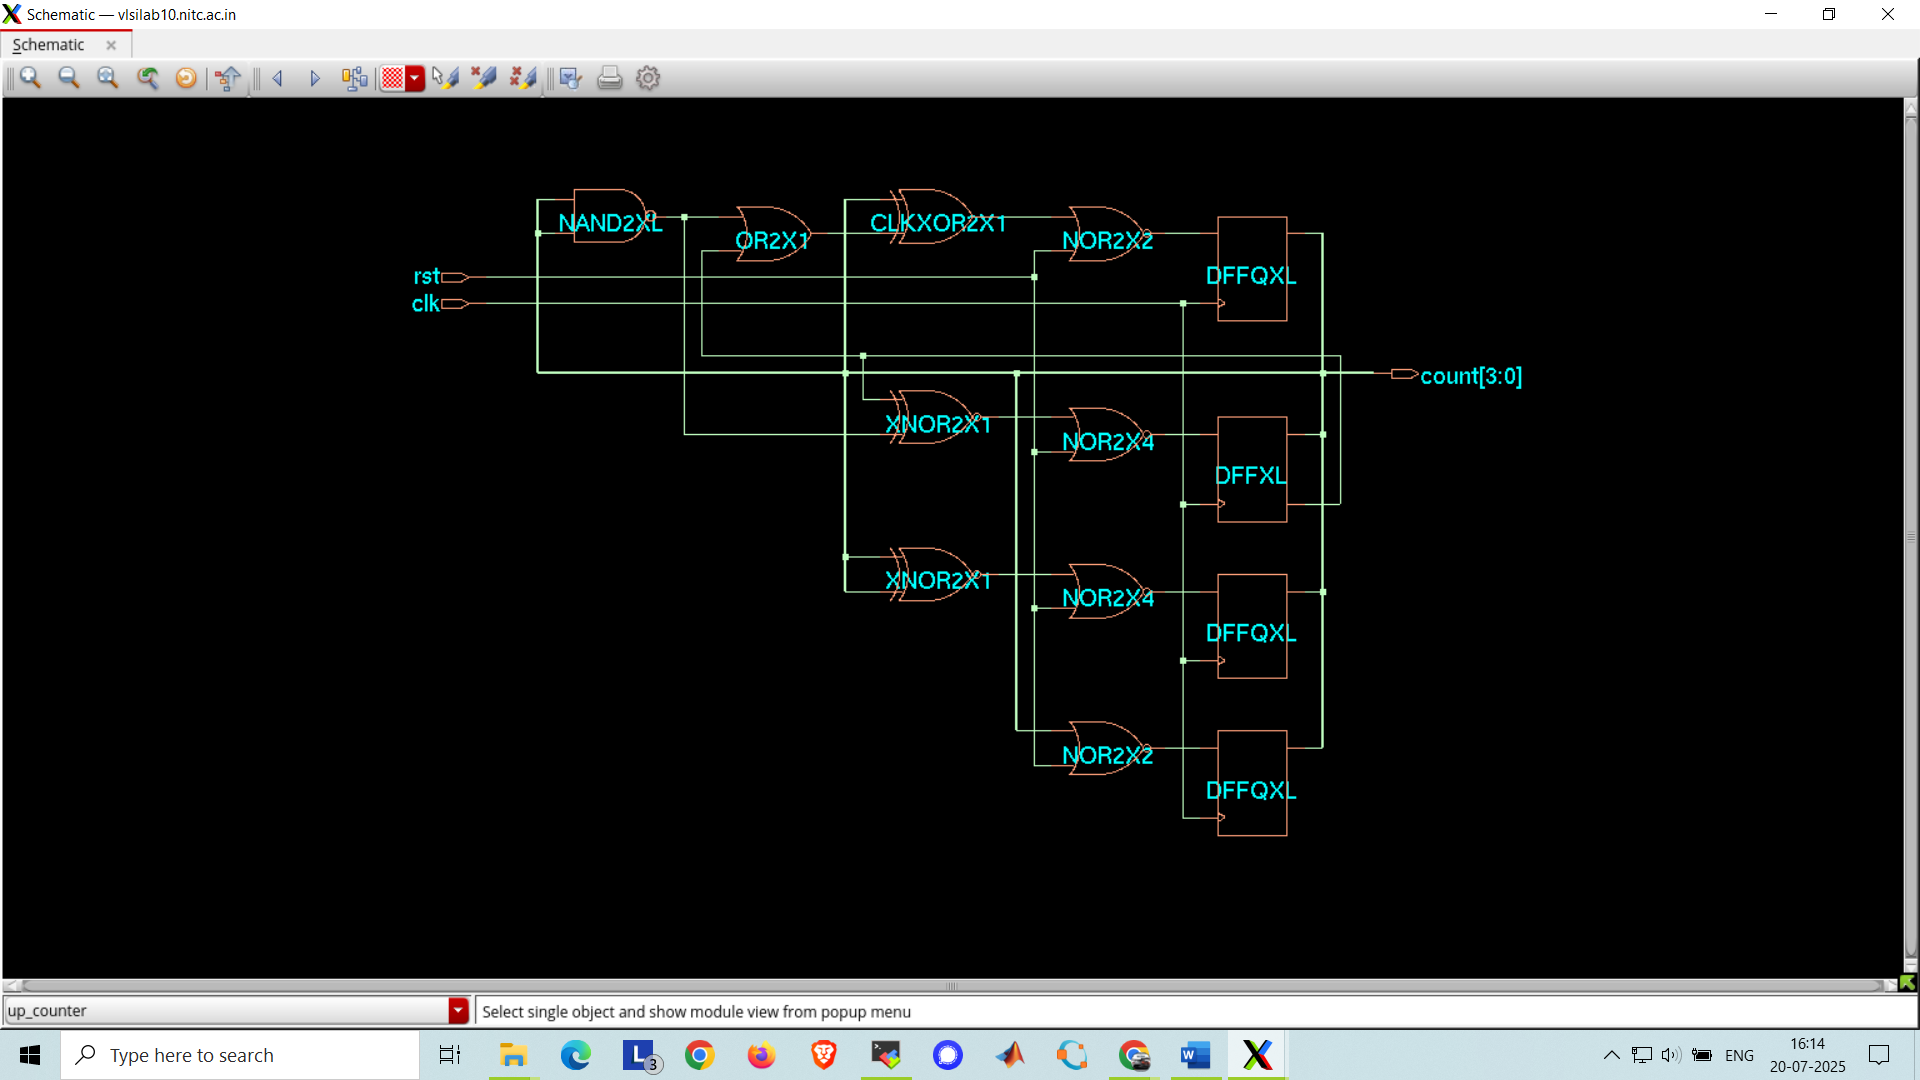 Schematic — vlsilab10.nitc.ac.in
Schematic
NAND2XL
OR2X1
CLKXOR2X1
NOR2X2
DFFQXL
rst
clk
count[3:0]
XNOR2X1
NOR2X4
DFFXL
XNOR2X1
NOR2X4
DFFQXL
NOR2X2
DFFQXL
up_counter
Select single object and show module view from popup menu
Type here to search
L
3
W
ENG
16:14
20-07-2025